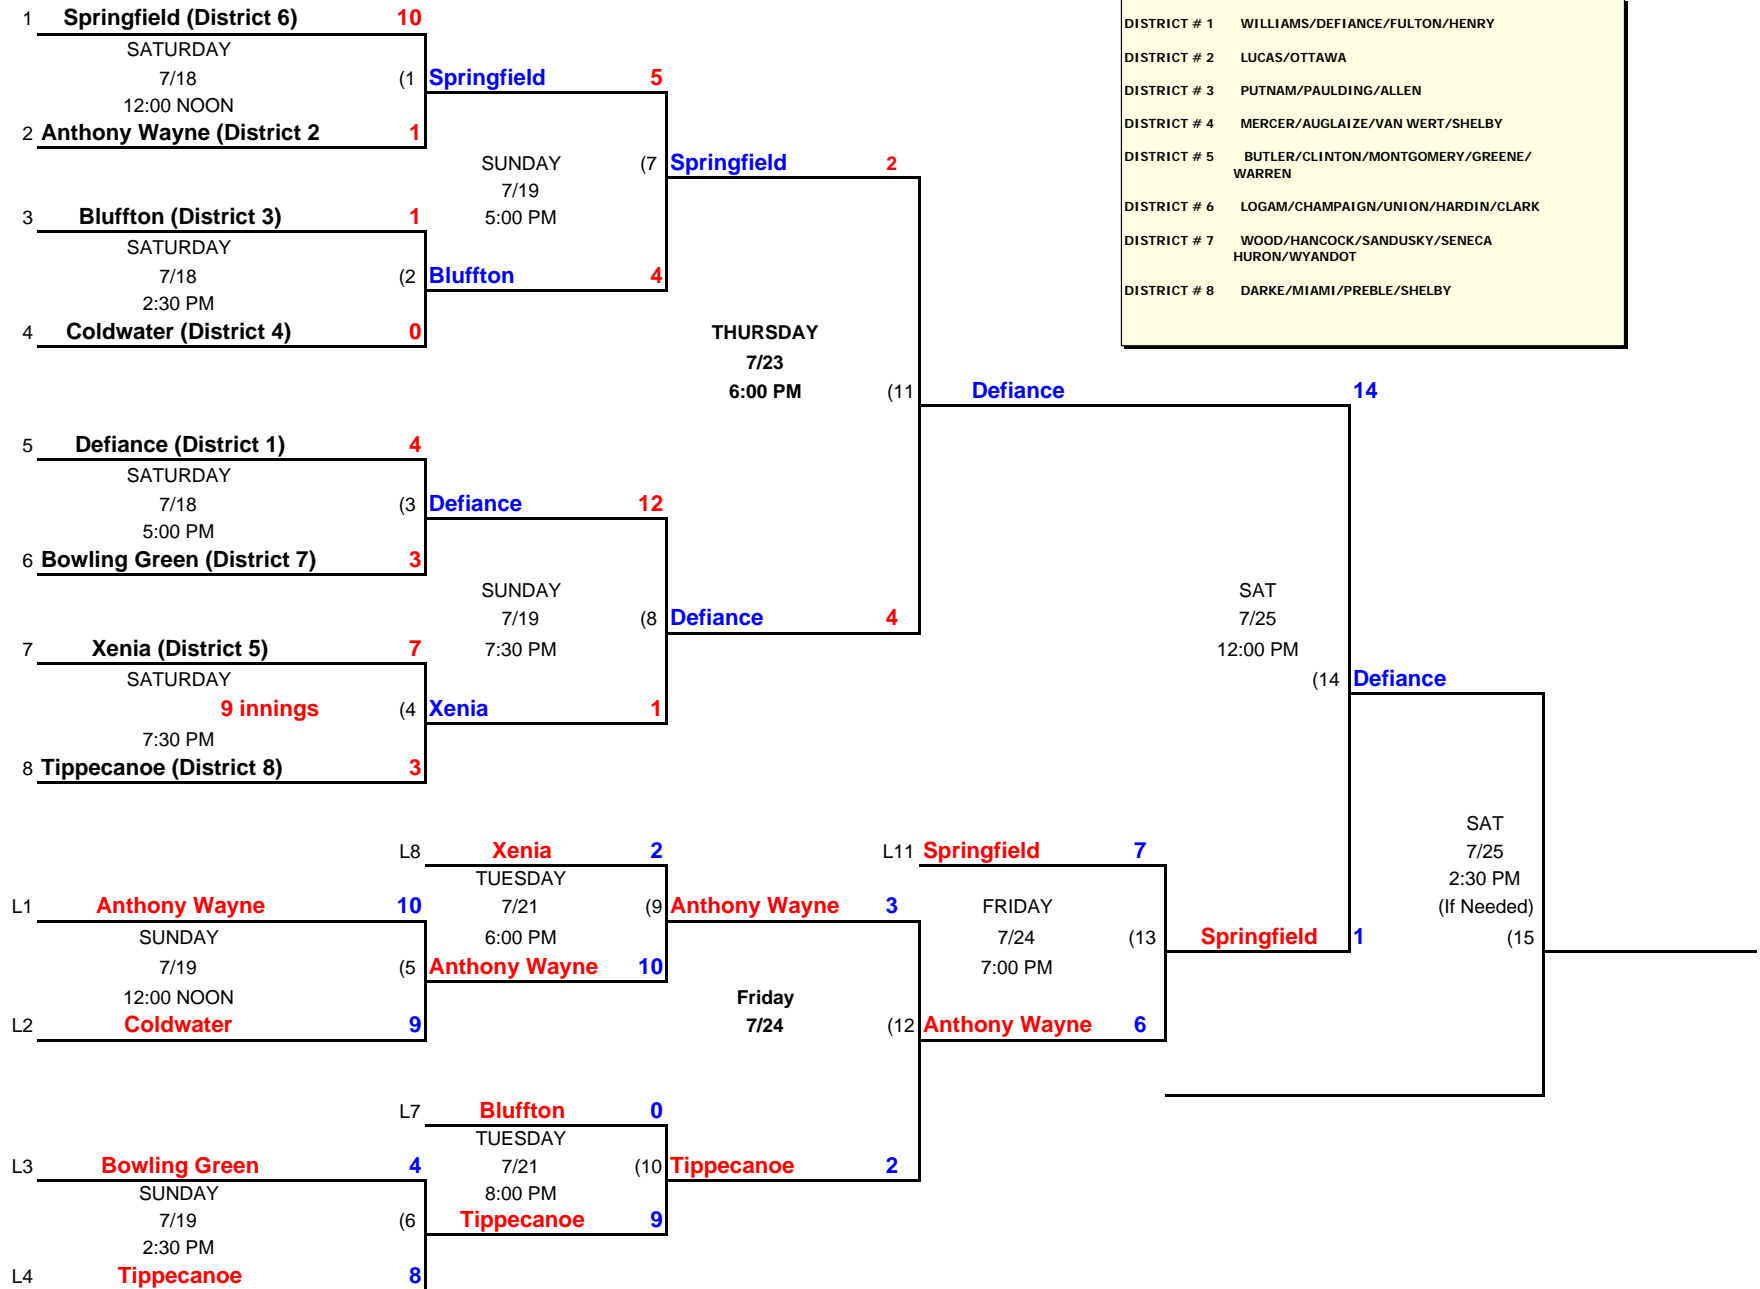 1 Springfield (District 6) 10
SATURDAY
7/18 (1
12:00 NOON
2 Anthony Wayne (District 2 1
Springfield 5
SUNDAY (7
7/19
5:00 PM
Springfield 2
3 Bluffton (District 3) 1
SATURDAY
7/18 (2
2:30 PM
4 Coldwater (District 4) 0
Bluffton 4
THURSDAY
7/23
6:00 PM (11
Defiance 14
5 Defiance (District 1) 4
SATURDAY
7/18 (3
5:00 PM
6 Bowling Green (District 7) 3
Defiance 12
SUNDAY
7/19 (8
7:30 PM
Defiance 4
7 Xenia (District 5) 7
SATURDAY
9 innings (4
7:30 PM
8 Tippecanoe (District 8) 3
Xenia 1
SAT
7/25
12:00 PM
(14 Defiance
DISTRICT # 1 WILLIAMS/DEFIANCE/FULTON/HENRY
DISTRICT # 2 LUCAS/OTTAWA
DISTRICT # 3 PUTNAM/PAULDING/ALLEN
DISTRICT # 4 MERCER/AUGLAIZE/VAN WERT/SHELBY
DISTRICT # 5 BUTLER/CLINTON/MONTGOMERY/GREENE/
WARREN
DISTRICT # 6 LOGAM/CHAMPAIGN/UNION/HARDIN/CLARK
DISTRICT # 7 WOOD/HANCOCK/SANDUSKY/SENECA
HURON/WYANDOT
DISTRICT # 8 DARKE/MIAMI/PREBLE/SHELBY
L8 Xenia 2
TUESDAY
7/21 (9
6:00 PM
Anthony Wayne 10
L1 Anthony Wayne 10
SUNDAY
7/19 (5
12:00 NOON
L2 Coldwater 9
Anthony Wayne 3
Friday
7/24 (12
L11 Springfield 7
FRIDAY
7/24 (13
7:00 PM
Anthony Wayne 6
Springfield 1
SAT
7/25
2:30 PM
(If Needed)
(15
L7 Bluffton 0
TUESDAY
7/21 (10
8:00 PM
Tippecanoe 9
Tippecanoe 2
L3 Bowling Green 4
SUNDAY
7/19 (6
2:30 PM
L4 Tippecanoe 8